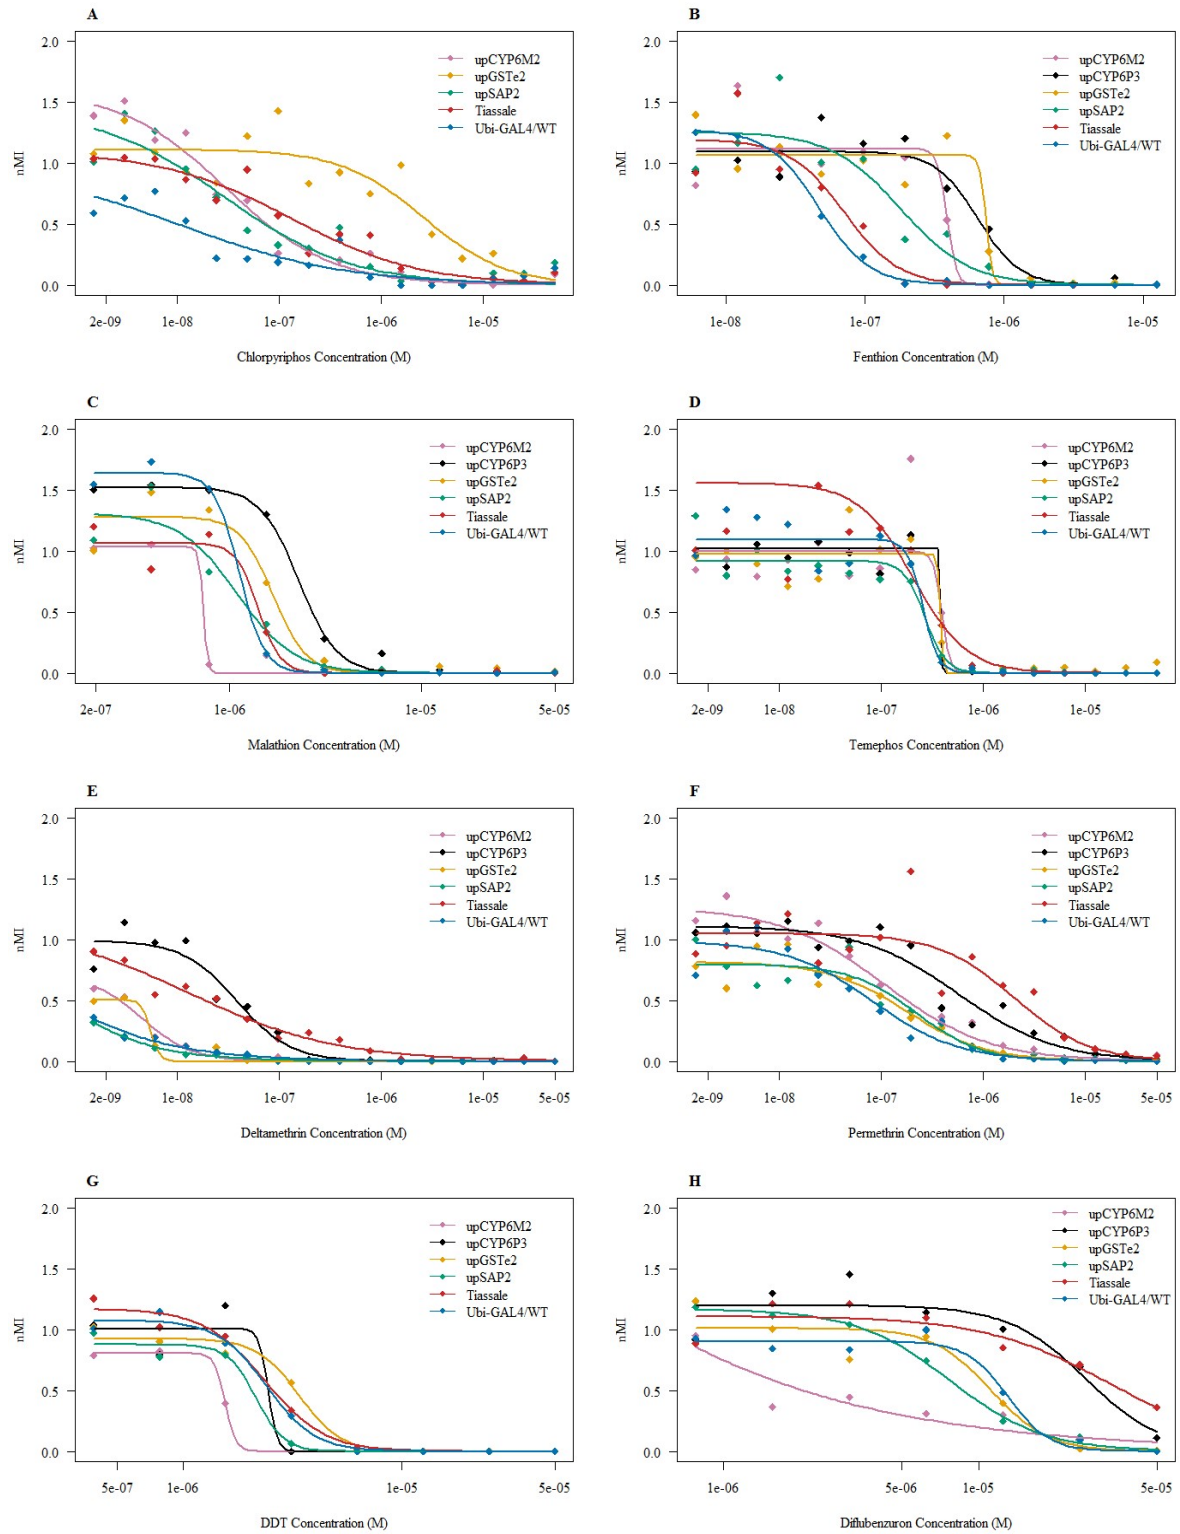 A
nMI
2.0
1.5
1.0
0.5
0.0
upCYP6M2
upGSTe2
upSAP2
Tiassale
Ubi-GAL4/WT
2e-09
1e-08
1e-07
1e-06
1e-05
Chlorpyriphos Concentration (M)
B
nMI
2.0
1.5
1.0
0.5
0.0
upCYP6M2
upCYP6P3
upGSTe2
upSAP2
Tiassale
Ubi-GAL4/WT
1e-08
1e-07
1e-06
1e-05
Fenthion Concentration (M)
C
nMI
2.0
1.5
1.0
0.5
0.0
upCYP6M2
upCYP6P3
upGSTe2
upSAP2
Tiassale
Ubi-GAL4/WT
2e-07
1e-06
1e-05
5e-05
Malathion Concentration (M)
D
nMI
2.0
1.5
1.0
0.5
0.0
upCYP6M2
upCYP6P3
upGSTe2
upSAP2
Tiassale
Ubi-GAL4/WT
2e-09
1e-08
1e-07
1e-06
1e-05
Temephos Concentration (M)
E
nMI
2.0
1.5
1.0
0.5
0.0
upCYP6M2
upCYP6P3
upGSTe2
upSAP2
Tiassale
Ubi-GAL4/WT
2e-09
1e-08
1e-07
1e-06
1e-05
5e-05
Deltamethrin Concentration (M)
F
nMI
2.0
1.5
1.0
0.5
0.0
upCYP6M2
upCYP6P3
upGSTe2
upSAP2
Tiassale
Ubi-GAL4/WT
2e-09
1e-08
1e-07
1e-06
1e-05
5e-05
Permethrin Concentration (M)
G
nMI
2.0
1.5
1.0
0.5
0.0
upCYP6M2
upCYP6P3
upGSTe2
upSAP2
Tiassale
Ubi-GAL4/WT
5e-07
1e-06
1e-05
5e-05
DDT Concentration (M)
H
nMI
2.0
1.5
1.0
0.5
0.0
upCYP6M2
upCYP6P3
upGSTe2
upSAP2
Tiassale
Ubi-GAL4/WT
1e-06
5e-06
1e-05
5e-05
Diflubenzuron Concentration (M)